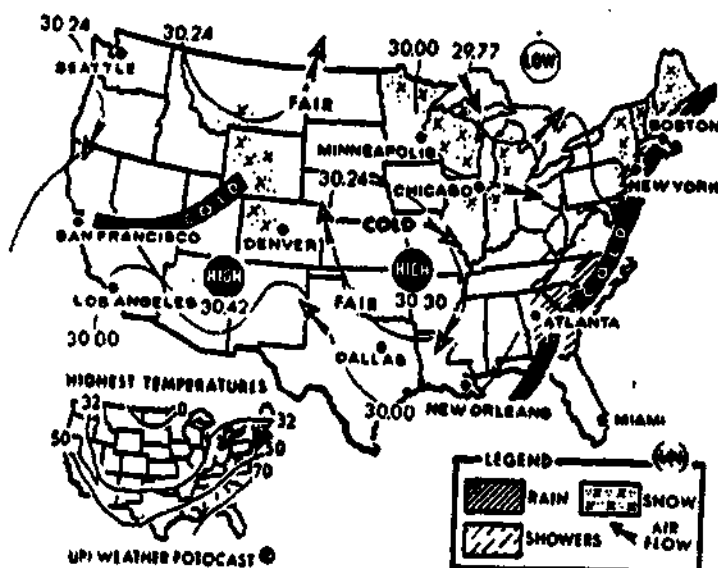 30.24
30.24
SEATTLE
30.00
29.77
LOW
FAIR
BOSTON
MINNEAPOLIS
30.24
CHICAGO
NEW YORK
COLD
COLD
SAN FRANCISCO
DENVER
COLD
HIGH
HIGH
LOS ANGELES
30.42
FAIR
30.30
ATLANTA
30.00
DALLAS
HIGHEST TEMPERATURES
30.00
NEW ORLEANS
MIAMI
32
0
32
50
50
70
LEGEND
RAIN
SNOW
SHOWERS
AIR
FLOW
UPI WEATHER FOTOCAST ©